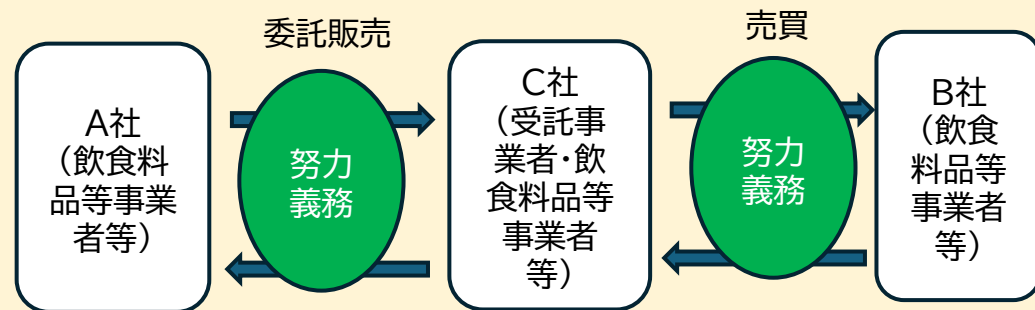 委託販売
売買
A社
（飲食料
品等事業
者等）
努力
義務
C社
（受託事
業者・飲
食料品等
事業者
等）
努力
義務
B社
（飲食
料品等
事業者
等）